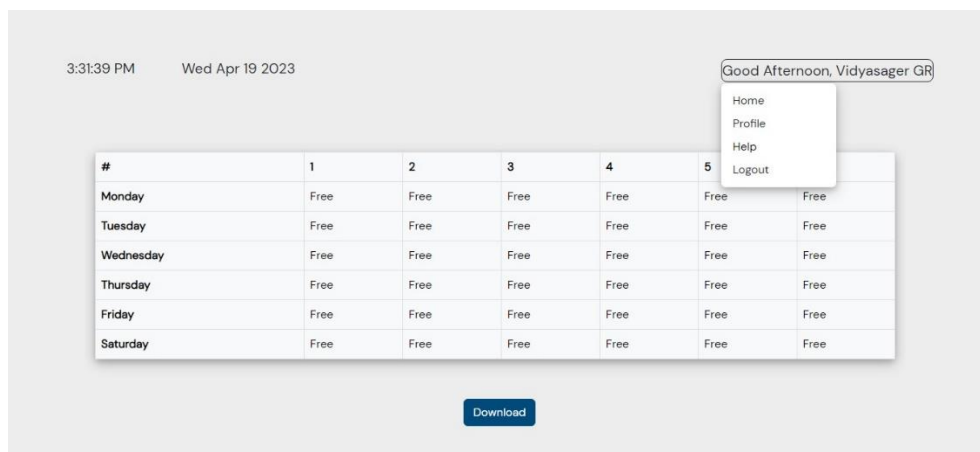 3:31:39 PM Wed Apr 19 2023 Good Afternoon, Vidyasager GR
Home
Profile
Help
Logout
# 1 2 3 4 5
Monday Free Free Free Free Free Free
Tuesday Free Free Free Free Free Free
Wednesday Free Free Free Free Free Free
Thursday Free Free Free Free Free Free
Friday Free Free Free Free Free Free
Saturday Free Free Free Free Free Free
Download